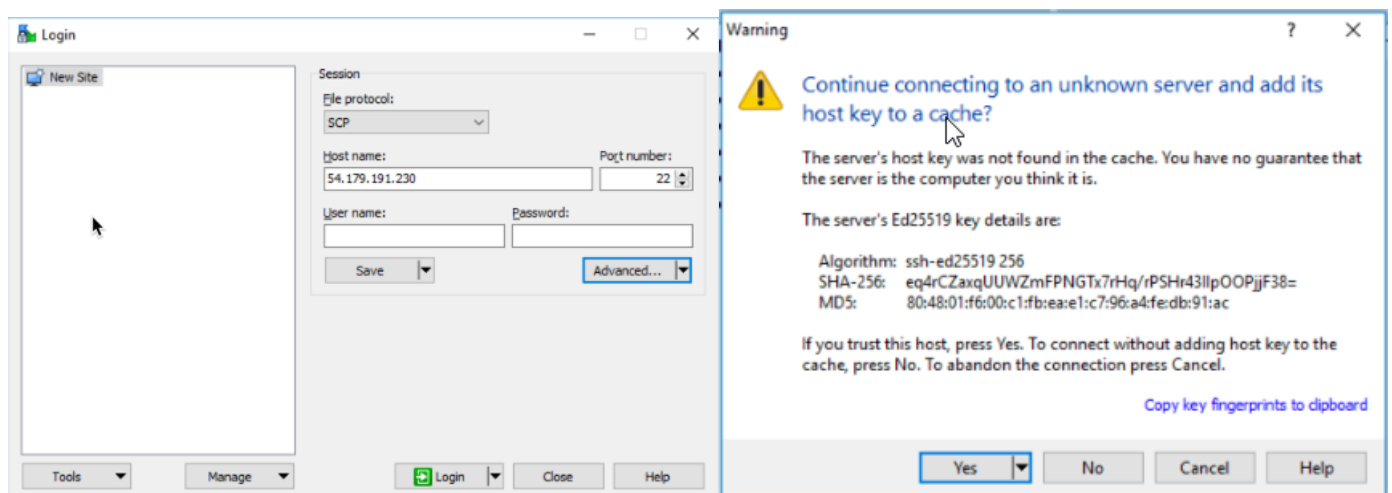 Login
New Site
Session
File protocol:
SCP
Host name:
Port number:
54.179.191.230
22
User name:
Password:
Save
Advanced...
Tools
Manage
Login
Close
Help
Warning
?
Continue connecting to an unknown server and add its
host key to a cache?
The server's host key was not found in the cache. You have no guarantee that
the server is the computer you think it is.
The server's Ed25519 key details are:
Algorithm: ssh-ed25519 256
SHA-256: eq4rCZaxqUUWZmFPNGTx7rHq/rPSHr43IlpOOPjjF38=
MD5: 80:48:01:f6:00:c1:fb:ea:e1:c7:96:a4:fe:db:91:ac
If you trust this host, press Yes. To connect without adding host key to the
cache, press No. To abandon the connection press Cancel.
Copy key fingerprints to clipboard
Yes
No
Cancel
Help